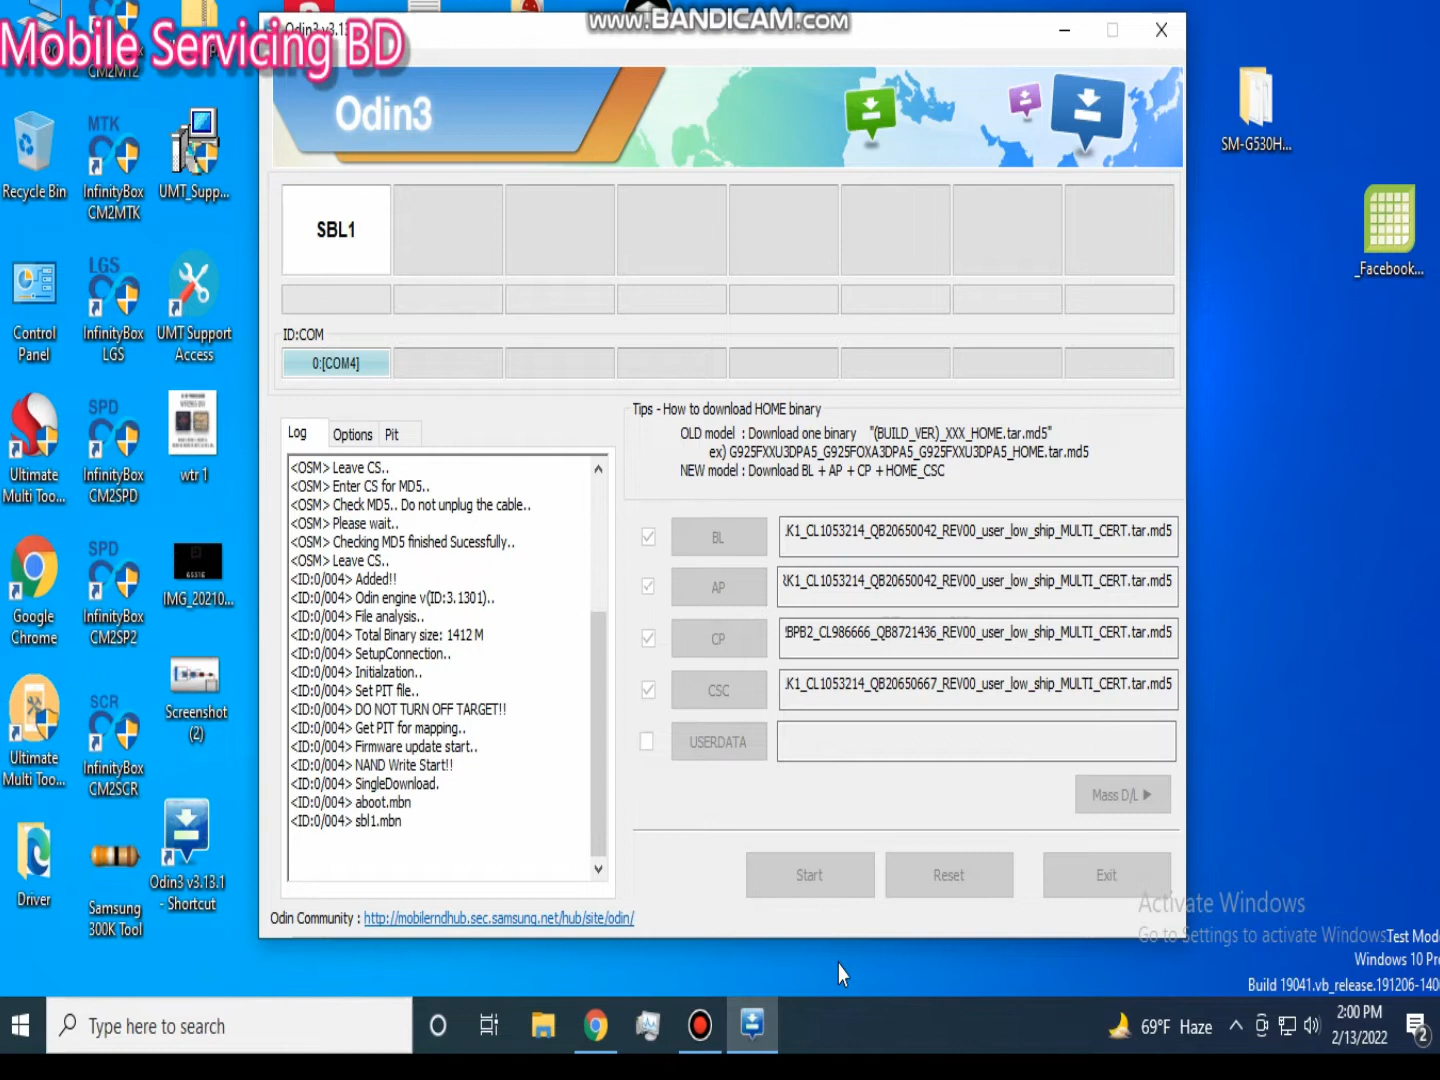 www.BANDICAM.com
Mobile Servicing BD
Odin3
SBL1
ID:COM
0:[COM4]
Log
Options
Pit
<OSM> Leave CS..
<OSM> Enter CS for MD5..
<OSM> Check MD5.. Do not unplug the cable..
<OSM> Please wait..
<OSM> Checking MD5 finished Sucessfully..
<OSM> Leave CS..
<ID:0/004> Added!!
<ID:0/004> Odin engine v(ID:3.1301)..
<ID:0/004> File analysis..
<ID:0/004> Total Binary size: 1412 M
<ID:0/004> SetupConnection..
<ID:0/004> Initialzation..
<ID:0/004> Set PIT file..
<ID:0/004> DO NOT TURN OFF TARGET!!
<ID:0/004> Get PIT for mapping..
<ID:0/004> Firmware update start..
<ID:0/004> NAND Write Start!!
<ID:0/004> SingleDownload.
<ID:0/004> aboot.mbn
<ID:0/004> sbl1.mbn
Odin Community : http://mobilerndhub.sec.samsung.net/hub/site/odin/
Tips - How to download HOME binary
OLD model : Download one binary "(BUILD_VER)_XXX_HOME.tar.md5"
ex) G925FXXU3DPA5_G925FOXA3DPA5_G925FXXU3DPA5_HOME.tar.md5
NEW model : Download BL + AP + CP + HOME_CSC
BL
K1_CL1053214_QB20650042_REV00_user_low_ship_MULTI_CERT.tar.md5
AP
K1_CL1053214_QB20650042_REV00_user_low_ship_MULTI_CERT.tar.md5
CP
BPB2_CL986666_QB8721436_REV00_user_low_ship_MULTI_CERT.tar.md5
CSC
K1_CL1053214_QB20650667_REV00_user_low_ship_MULTI_CERT.tar.md5
USERDATA
Mass D/L
Start
Reset
Exit
CM2MT2
Recycle Bin
MTK
InfinityBox
CM2MTK
UMT_Supp...
Control
Panel
LGS
InfinityBox
LGS
UMT Support
Access
Ultimate
Multi Too...
SPD
InfinityBox
CM2SPD
wtr 1
Google
Chrome
SPD
InfinityBox
CM2SP2
IMG_20210...
Ultimate
Multi Too...
SCR
InfinityBox
CM2SCR
Screenshot
(2)
Driver
Samsung
300K Tool
Odin3 v3.13.1
- Shortcut
SM-G530H...
_Facebook...
Activate Windows
Go to Settings to activate Windows
Test Mod
Windows 10 Pr
Build 19041.vb_release.191206-140
Type here to search
69°F Haze
2:00 PM
2/13/2022
2